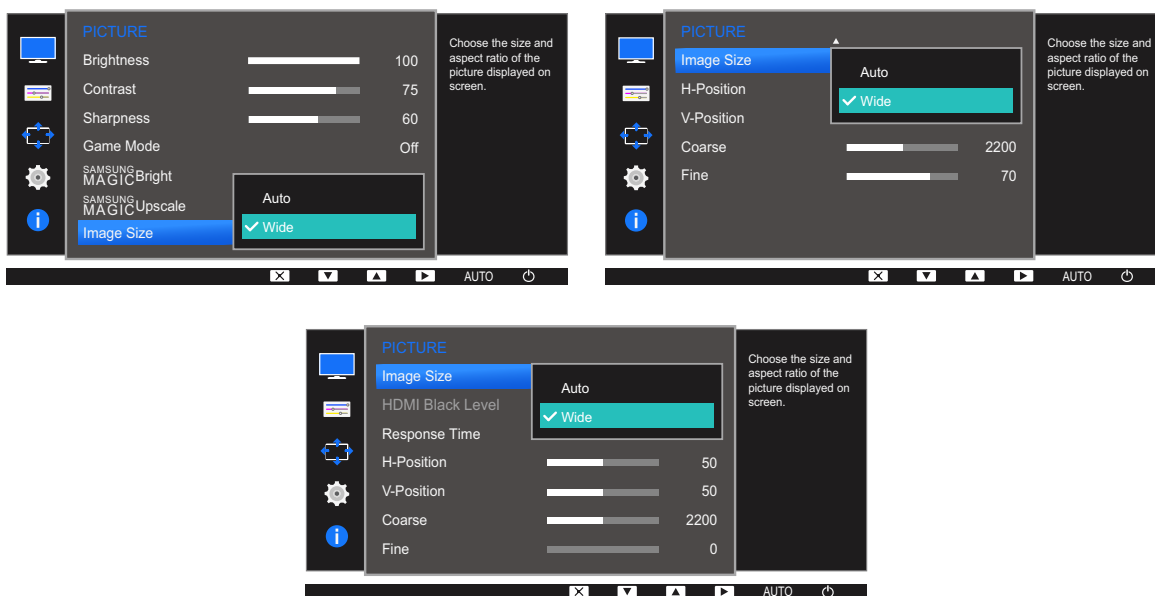 PICTURE
Brightness 100
Contrast 75
Sharpness 60
Game Mode Off
SAMSUNG
MAGICBright
SAMSUNG
MAGICUpscale
Image Size
Auto
Wide
Choose the size and
aspect ratio of the
picture displayed on
screen.
AUTO
PICTURE
Image Size
H-Position
V-Position
Coarse 2200
Fine 70
Auto
Wide
Choose the size and
aspect ratio of the
picture displayed on
screen.
AUTO
PICTURE
Image Size
HDMI Black Level
Response Time
H-Position 50
V-Position 50
Coarse 2200
Fine 0
Auto
Wide
Choose the size and
aspect ratio of the
picture displayed on
screen.
AUTO